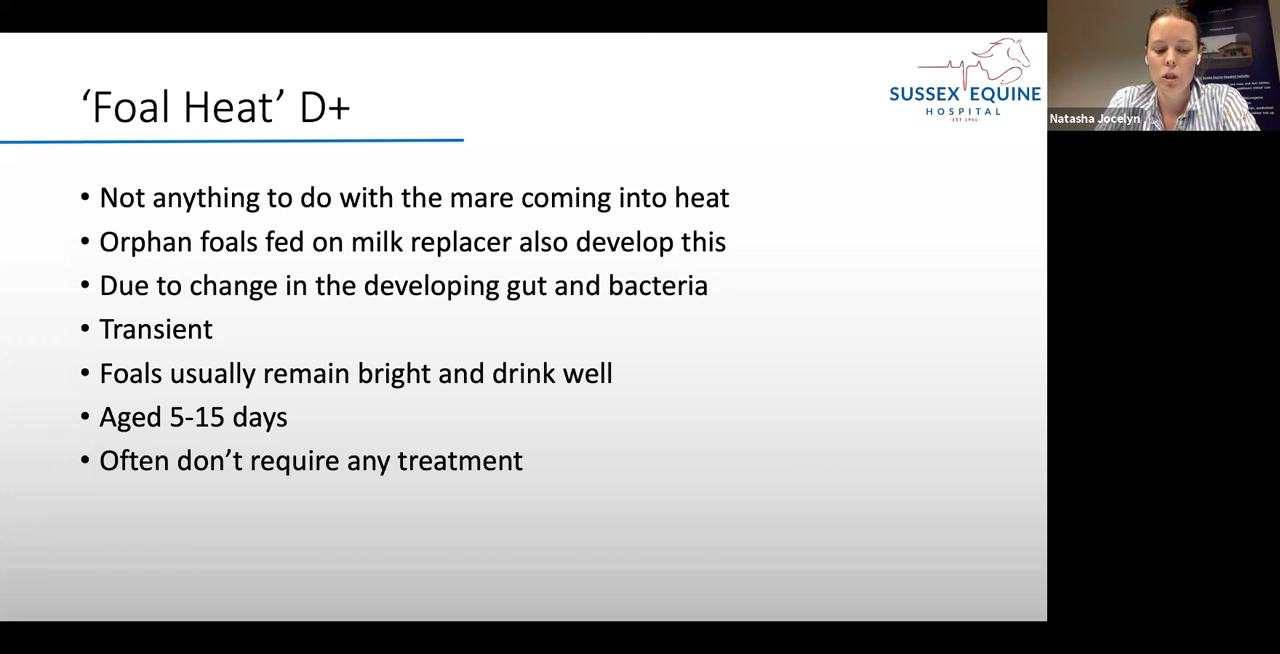 ‘Foal Heat’ D+
SUSSEX EQUINE
HOSPITAL
• Not anything to do with the mare coming into heat
• Orphan foals fed on milk replacer also develop this
• Due to change in the developing gut and bacteria
• Transient
• Foals usually remain bright and drink well
• Aged 5-15 days
• Often don’t require any treatment
Natasha Jocelyn